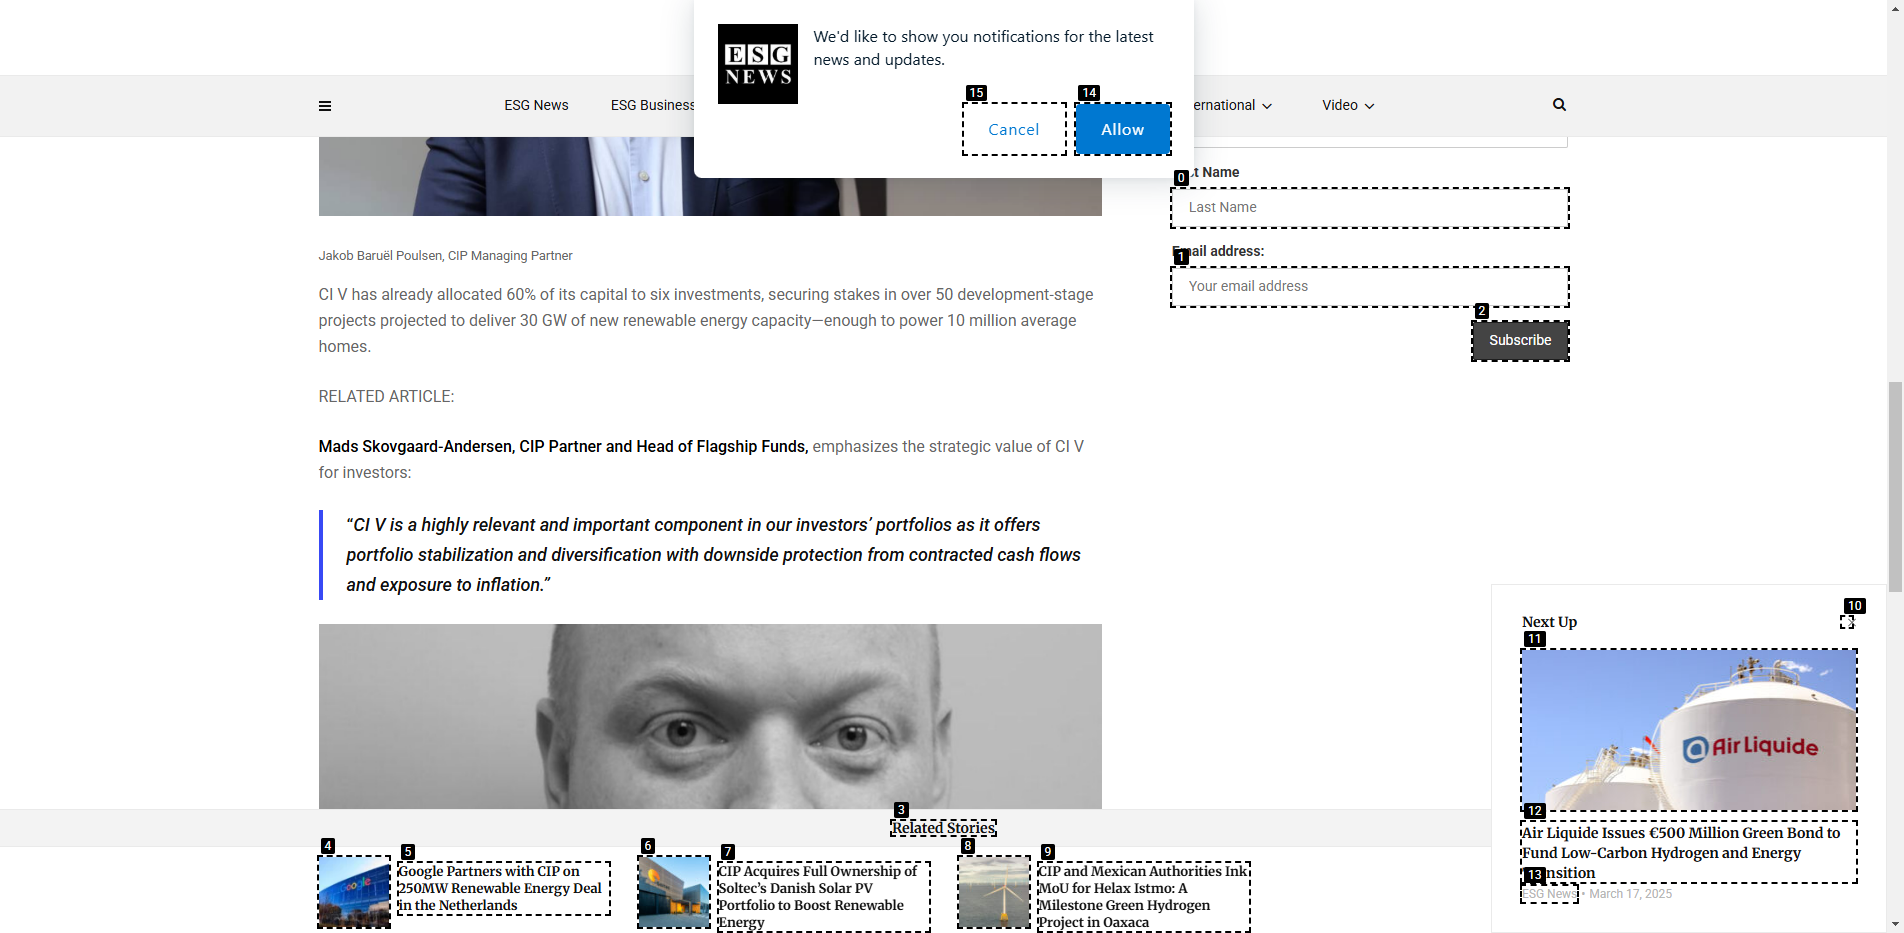 ESG
NEWS
We'd like to show you notifications for the latest
news and updates.
15
14
Cancel
Allow
ESG News
ESG Business
ernational
Video
0
t Name
Last Name
Email address:
1
Your email address
2
Subscribe
Jakob Baruël Poulsen, CIP Managing Partner
CI V has already allocated 60% of its capital to six investments, securing stakes in over 50 development-stage
projects projected to deliver 30 GW of new renewable energy capacity—enough to power 10 million average
homes.
RELATED ARTICLE:
Mads Skovgaard-Andersen, CIP Partner and Head of Flagship Funds, emphasizes the strategic value of CI V
for investors:
“CI V is a highly relevant and important component in our investors’ portfolios as it offers
portfolio stabilization and diversification with downside protection from contracted cash flows
and exposure to inflation.”
3
Related Stories
4
5
Google Partners with CIP on
250MW Renewable Energy Deal
in the Netherlands
Google
6
7
CIP Acquires Full Ownership of
Soltec’s Danish Solar PV
Portfolio to Boost Renewable
Energy
8
9
CIP and Mexican Authorities Ink
MoU for Helax Istmo: A
Milestone Green Hydrogen
Project in Oaxaca
10
Next Up
11
Air Liquide
12
Air Liquide Issues €500 Million Green Bond to
Fund Low-Carbon Hydrogen and Energy
nsition
13
ESG News • March 17, 2025